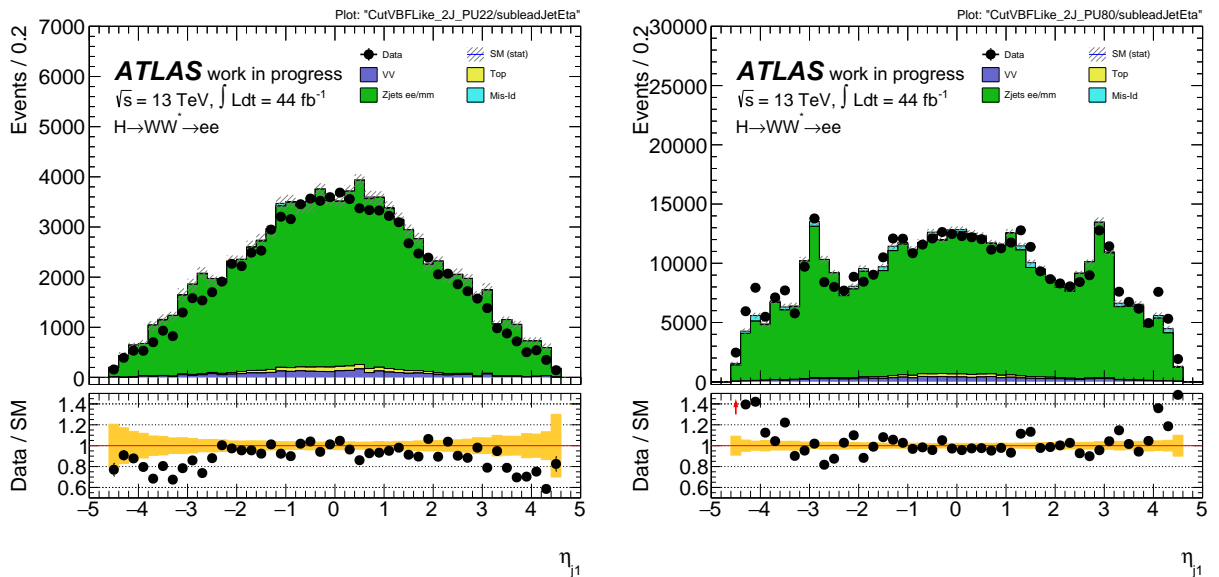 Plot: "CutVBFLike_2J_PU22/subleadJetEta"
Events / 0.2
7000
6000
5000
4000
3000
2000
1000
0
ATLAS work in progress
√s = 13 TeV, ∫ Ldt = 44 fb⁻¹
H→WW*→ee
Data
SM (stat)
VV
Top
Zjets ee/mm
Mis-Id
Data / SM
1.4
1.2
1
0.8
0.6
−5 −4 −3 −2 −1 0 1 2 3 4 5
η_j1
Plot: "CutVBFLike_2J_PU80/subleadJetEta"
Events / 0.2
30000
25000
20000
15000
10000
5000
0
ATLAS work in progress
√s = 13 TeV, ∫ Ldt = 44 fb⁻¹
H→WW*→ee
Data
SM (stat)
VV
Top
Zjets ee/mm
Mis-Id
Data / SM
1.4
1.2
1
0.8
0.6
−5 −4 −3 −2 −1 0 1 2 3 4 5
η_j1